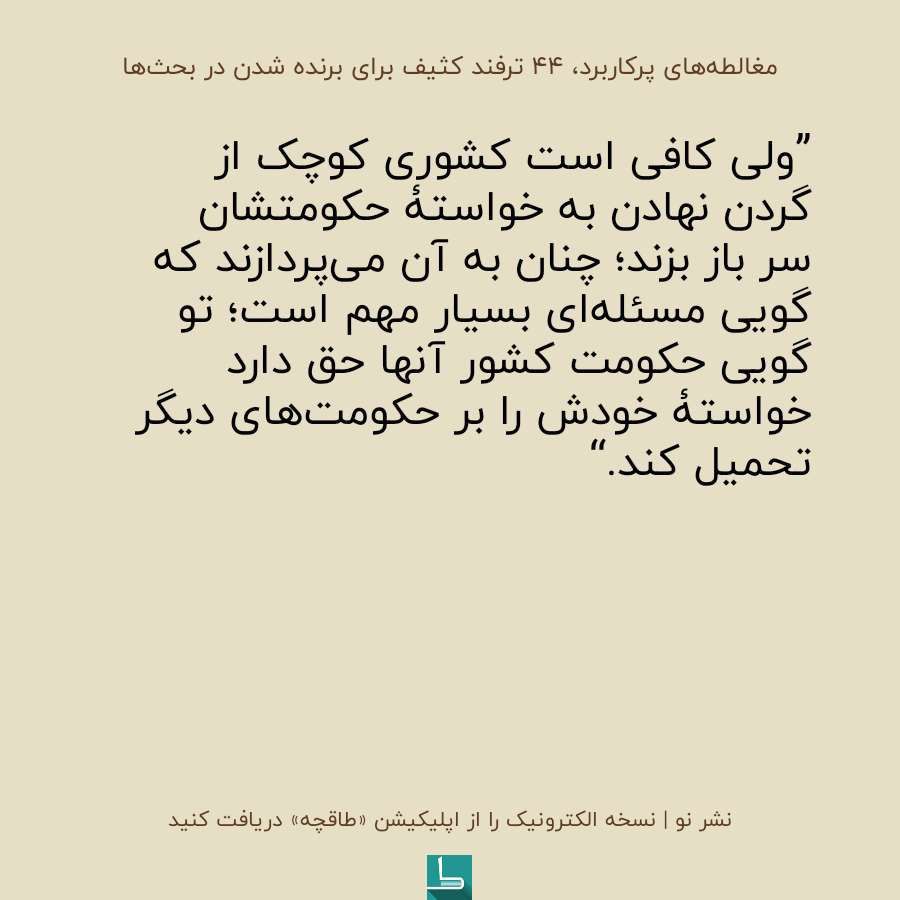 مغالطه‌های پرکاربرد، ۴۴ ترفند کثیف برای برنده شدن در بحث‌ها
”ولی کافی است کشوری کوچک از
گردن نهادن به خواستهٔ حکومتشان
سر باز بزند؛ چنان به آن می‌پردازند که
گویی مسئله‌ای بسیار مهم است؛ تو
گویی حکومت کشور آنها حق دارد
خواستهٔ خودش را بر حکومت‌های دیگر
تحمیل کند.“
نشر نو | نسخه الکترونیک را از اپلیکیشن «طاقچه» دریافت کنید